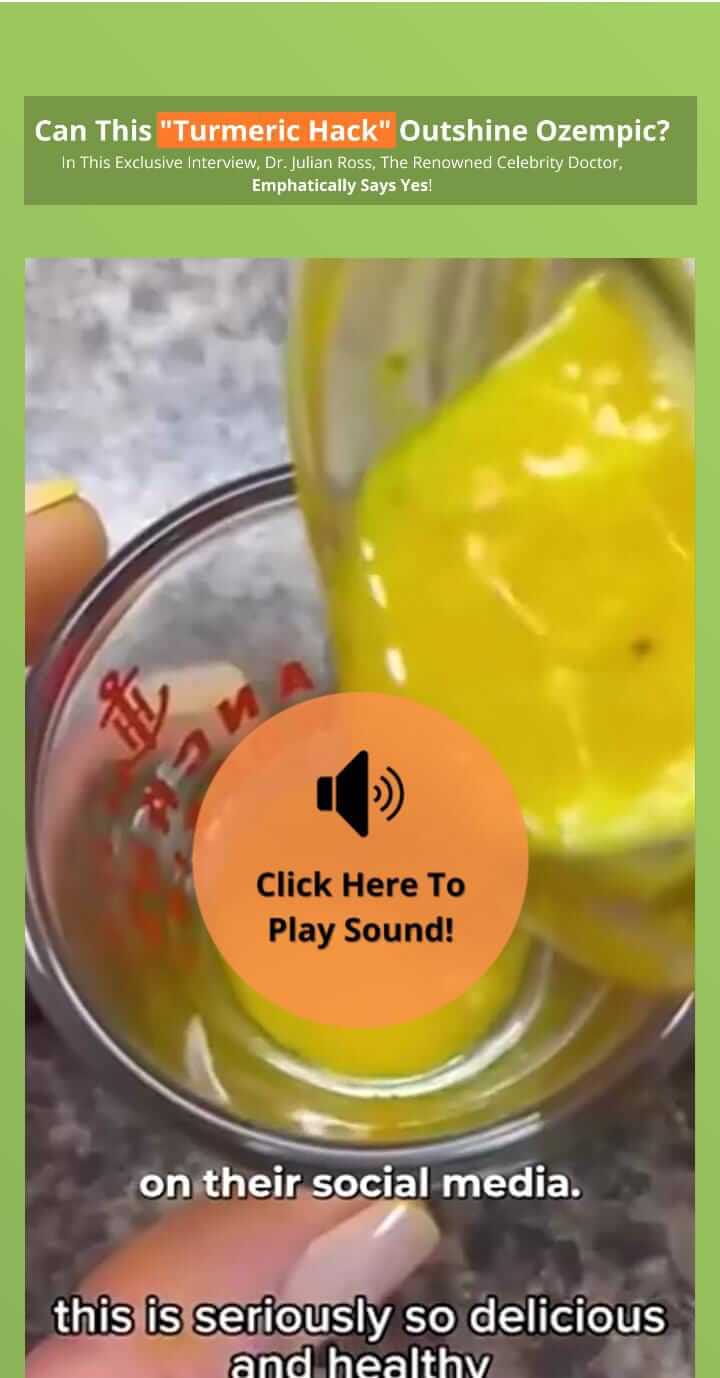 Can This "Turmeric Hack" Outshine Ozempic?
In This Exclusive Interview, Dr. Julian Ross, The Renowned Celebrity Doctor,
Emphatically Says Yes!
ANCH
Click Here To
Play Sound!
on their social media.
this is seriously so delicious
and healthy